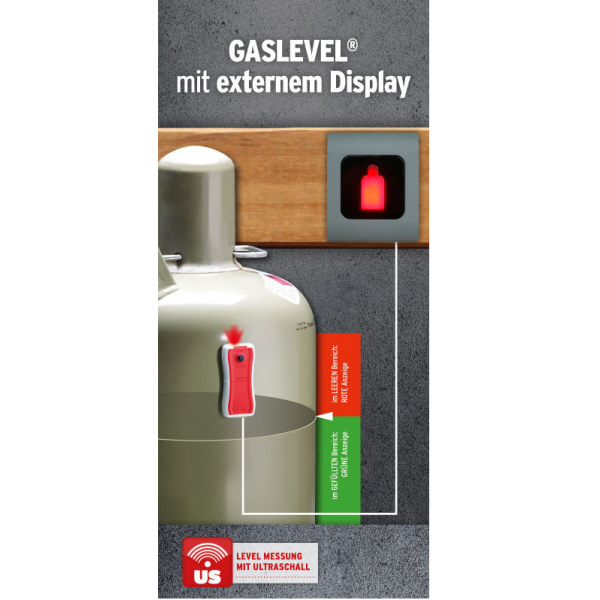 GASLEVEL®
mit externem Display
im LEEREN Bereich:
ROTE Anzeige
im GEFÜLLTEN Bereich:
GRÜNE Anzeige
US
LEVEL MESSUNG
MIT ULTRASCHALL